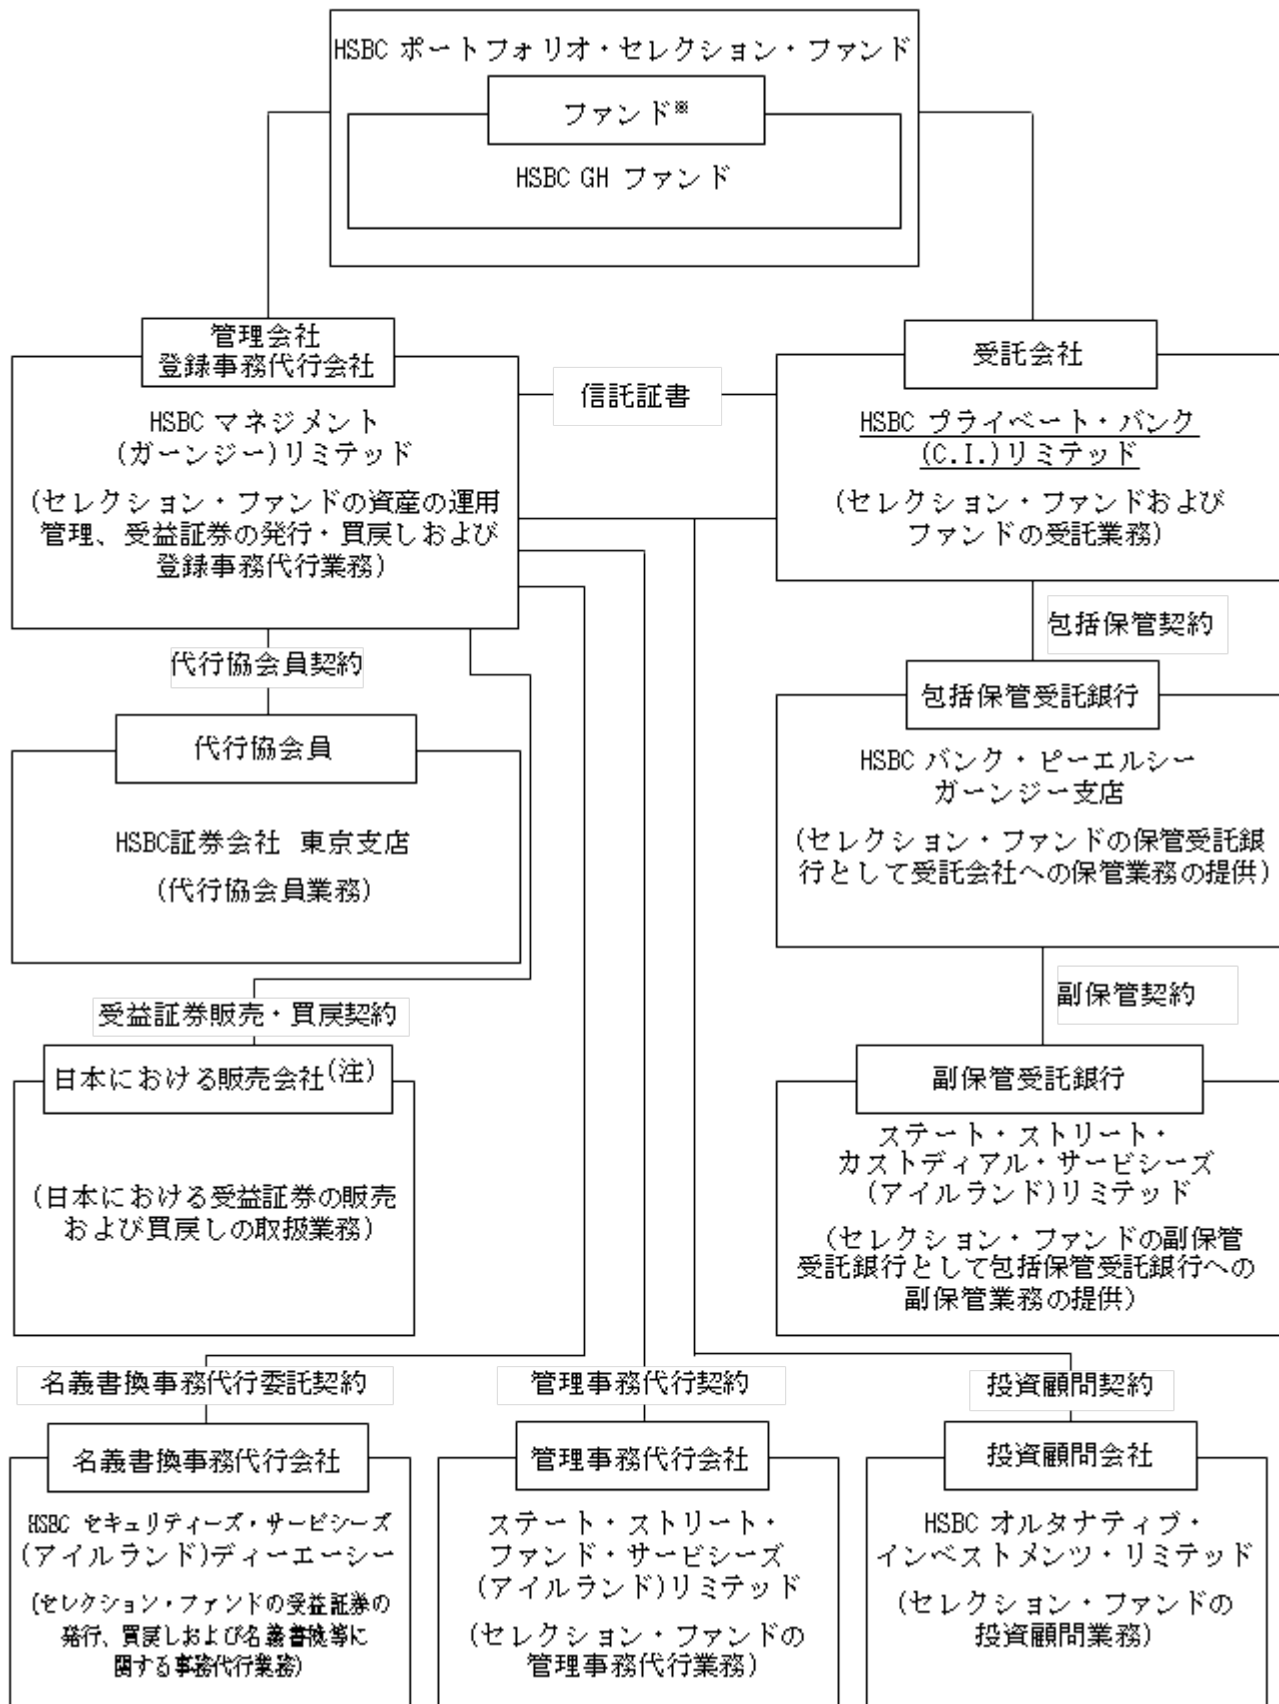 HSBC ポートフォリオ・セレクション・ファンド
ファンド※
HSBC GH ファンド
管理会社
登録事務代行会社
HSBC マネジメント
(ガーンジー)リミテッド
(セレクション・ファンドの資産の運用
管理、受益証券の発行・買戻しおよび
登録事務代行業務)
信託証書
受託会社
HSBC プライベート・バンク
(C.I.)リミテッド
(セレクション・ファンドおよび
ファンドの受託業務)
包括保管契約
代行協会員契約
包括保管受託銀行
HSBC バンク・ピーエルシー
ガーンジー支店
(セレクション・ファンドの保管受託銀
行として受託会社への保管業務の提供)
代行協会員
HSBC証券会社 東京支店
(代行協会員業務)
副保管契約
受益証券販売・買戻契約
日本における販売会社(注)
(日本における受益証券の販売
および買戻しの取扱業務)
副保管受託銀行
ステート・ストリート・
カストディアル・サービシーズ
(アイルランド)リミテッド
(セレクション・ファンドの副保管
受託銀行として包括保管受託銀行への
副保管業務の提供)
名義書換事務代行委託契約
管理事務代行契約
投資顧問契約
名義書換事務代行会社
HSBC セキュリティーズ・サービシーズ
(アイルランド)ディーエーシー
(セレクション・ファンドの受益証券の
発行、買戻しおよび名義書換等に
関する事務代行業務)
管理事務代行会社
ステート・ストリート・
ファンド・サービシーズ
(アイルランド)リミテッド
(セレクション・ファンドの
管理事務代行業務)
投資顧問会社
HSBC オルタナティブ・
インベストメンツ・リミテッド
(セレクション・ファンドの
投資顧問業務)